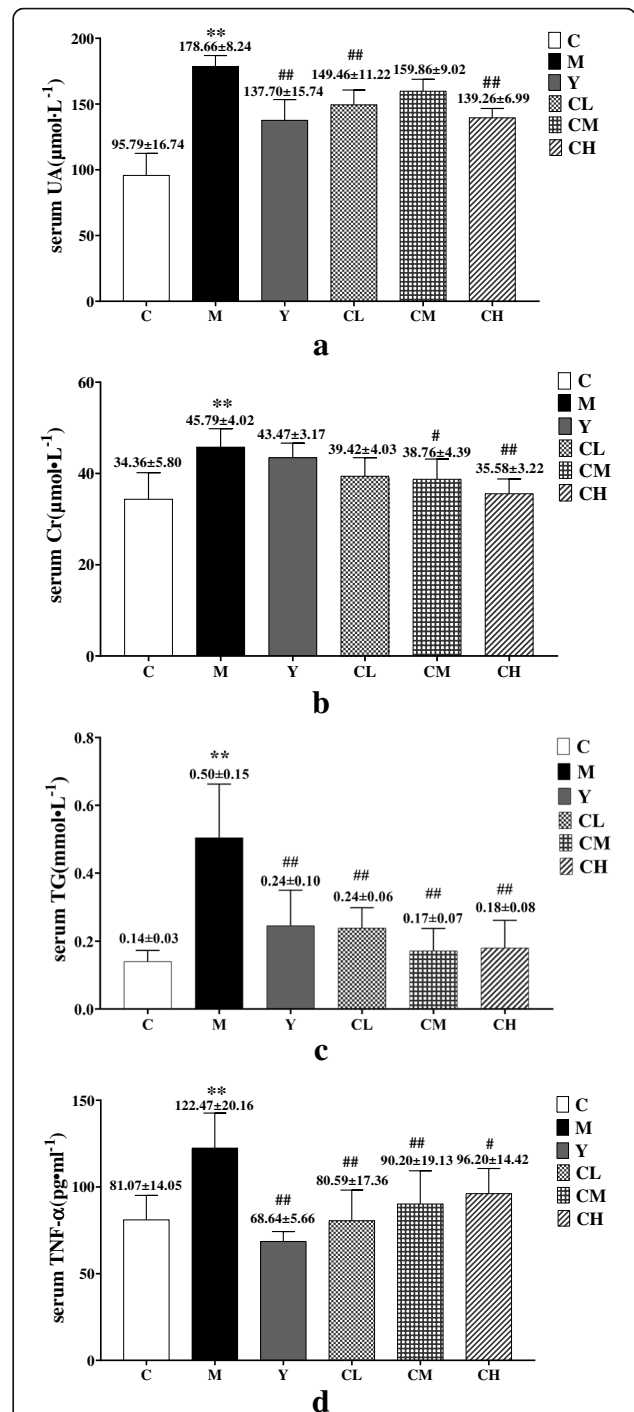 **
178.66±8.24
##
137.70±15.74
##
149.46±11.22
159.86±9.02
##
139.26±6.99
95.79±16.74
200
150
100
50
0
serum UA(µmol·L⁻¹)
C
M
Y
CL
CM
CH
C M Y CL CM CH
a
**
45.79±4.02
43.47±3.17
39.42±4.03
#
38.76±4.39
##
35.58±3.22
34.36±5.80
60
40
20
0
serum Cr(µmol•L⁻¹)
C
M
Y
CL
CM
CH
C M Y CL CM CH
b
**
0.50±0.15
##
0.24±0.10
##
0.24±0.06
##
0.17±0.07
##
0.18±0.08
0.14±0.03
0.8
0.6
0.4
0.2
0.0
serum TG(mmol•L⁻¹)
C
M
Y
CL
CM
CH
C M Y CL CM CH
c
**
122.47±20.16
81.07±14.05
##
68.64±5.66
##
80.59±17.36
##
90.20±19.13
#
96.20±14.42
150
100
50
0
serum TNF-α(pg•ml⁻¹)
C
M
Y
CL
CM
CH
C M Y CL CM CH
d